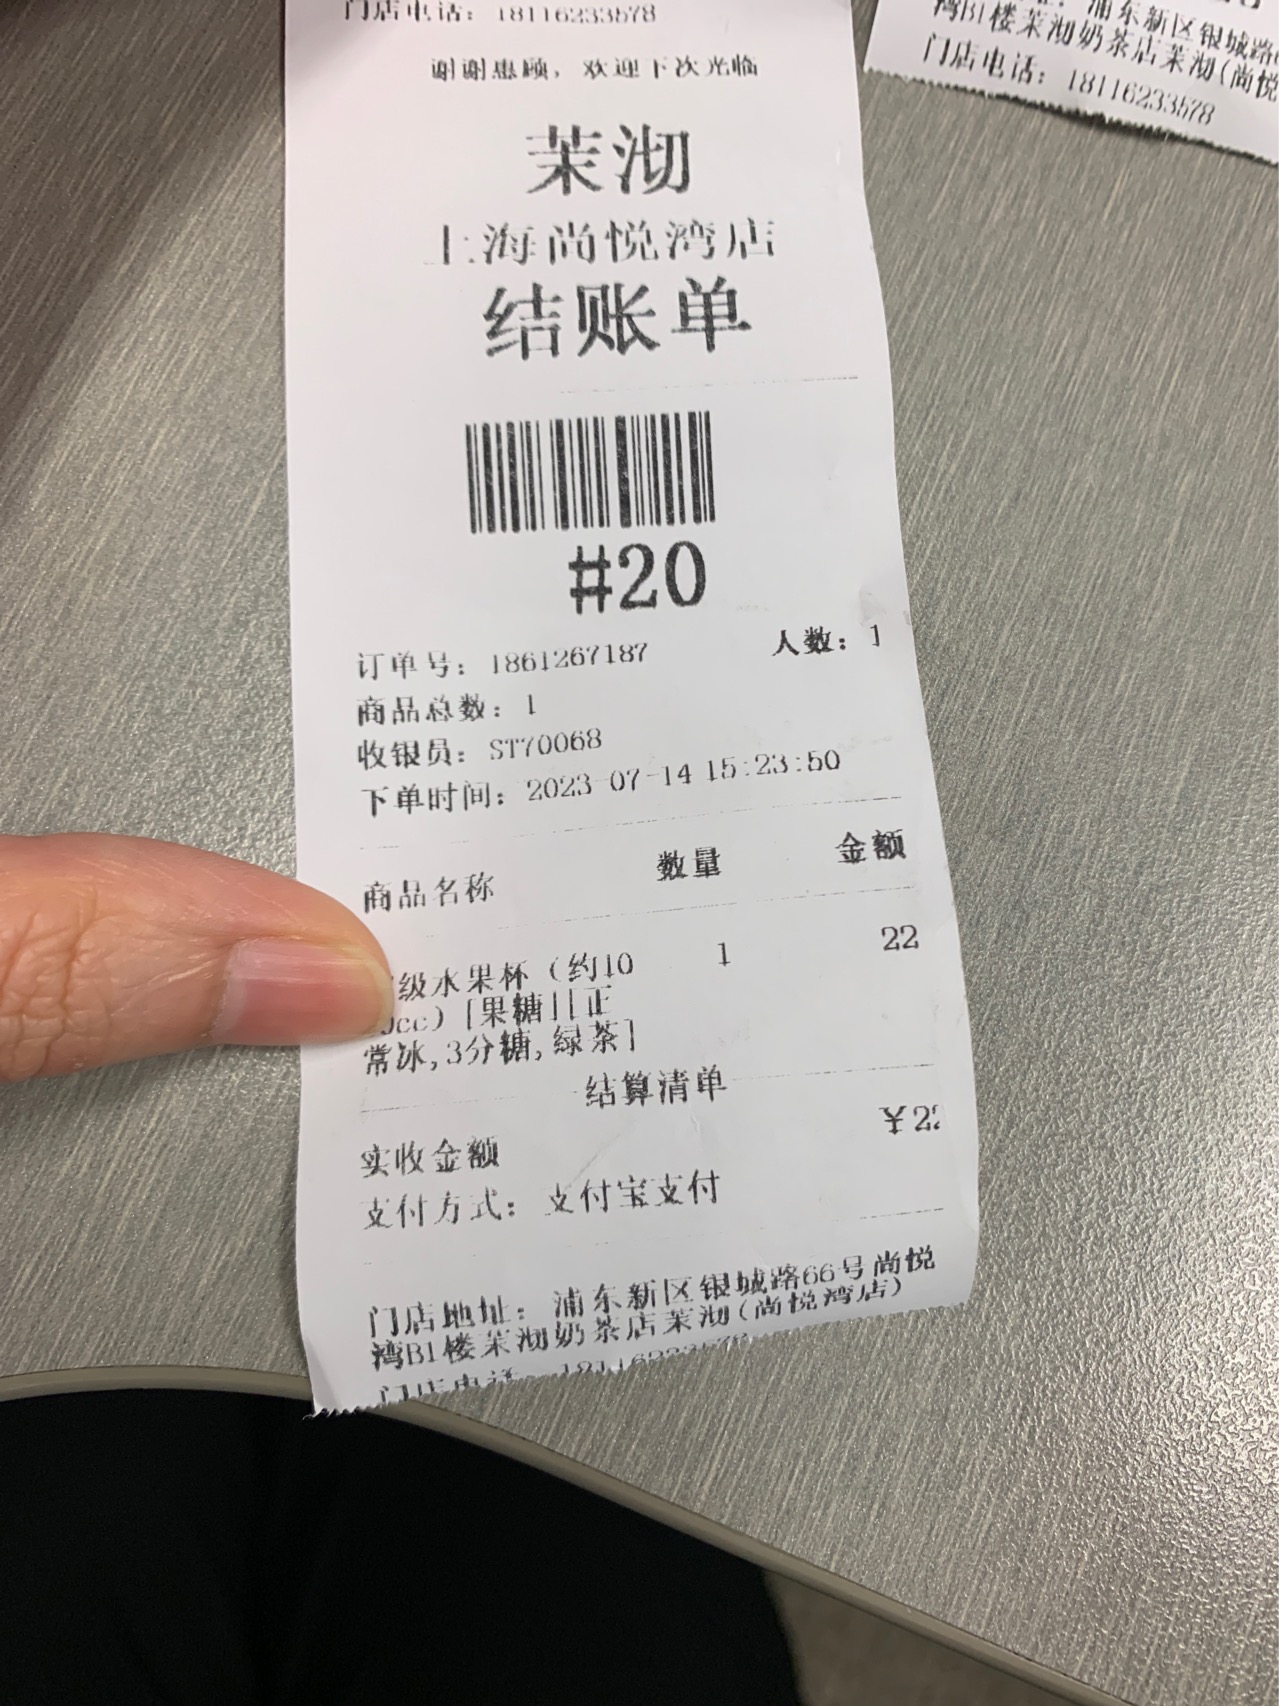 门店电话：18116233578
谢谢惠顾，欢迎下次光临
茉沏
上海尚悦湾店
结账单
#20
订单号：1861267187 人数：1
商品总数：1
收银员：ST70068
下单时间：2023-07-14 15:23:50
商品名称 数量 金额
级水果杯（约10 1 22
0cc）[果糖][正
常冰,3分糖,绿茶]
结算清单
实收金额 ¥22
支付方式：支付宝支付
门店地址：浦东新区银城路66号尚悦
湾B1楼茉沏奶茶店茉沏(尚悦湾店)
门店电话：18116233578
浦东新区银城路
湾B1楼茉沏奶茶店茉沏(尚悦
门店电话：18116233578